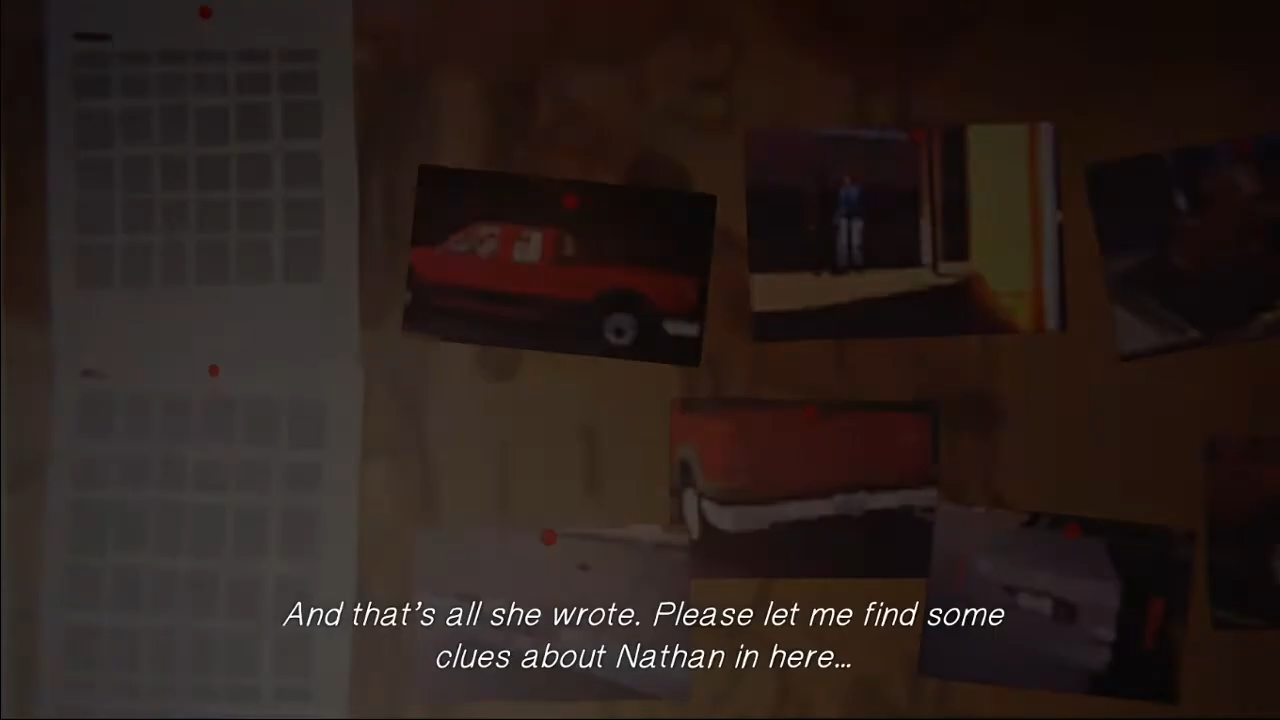 And that's all she wrote. Please let me find some
clues about Nathan in here...